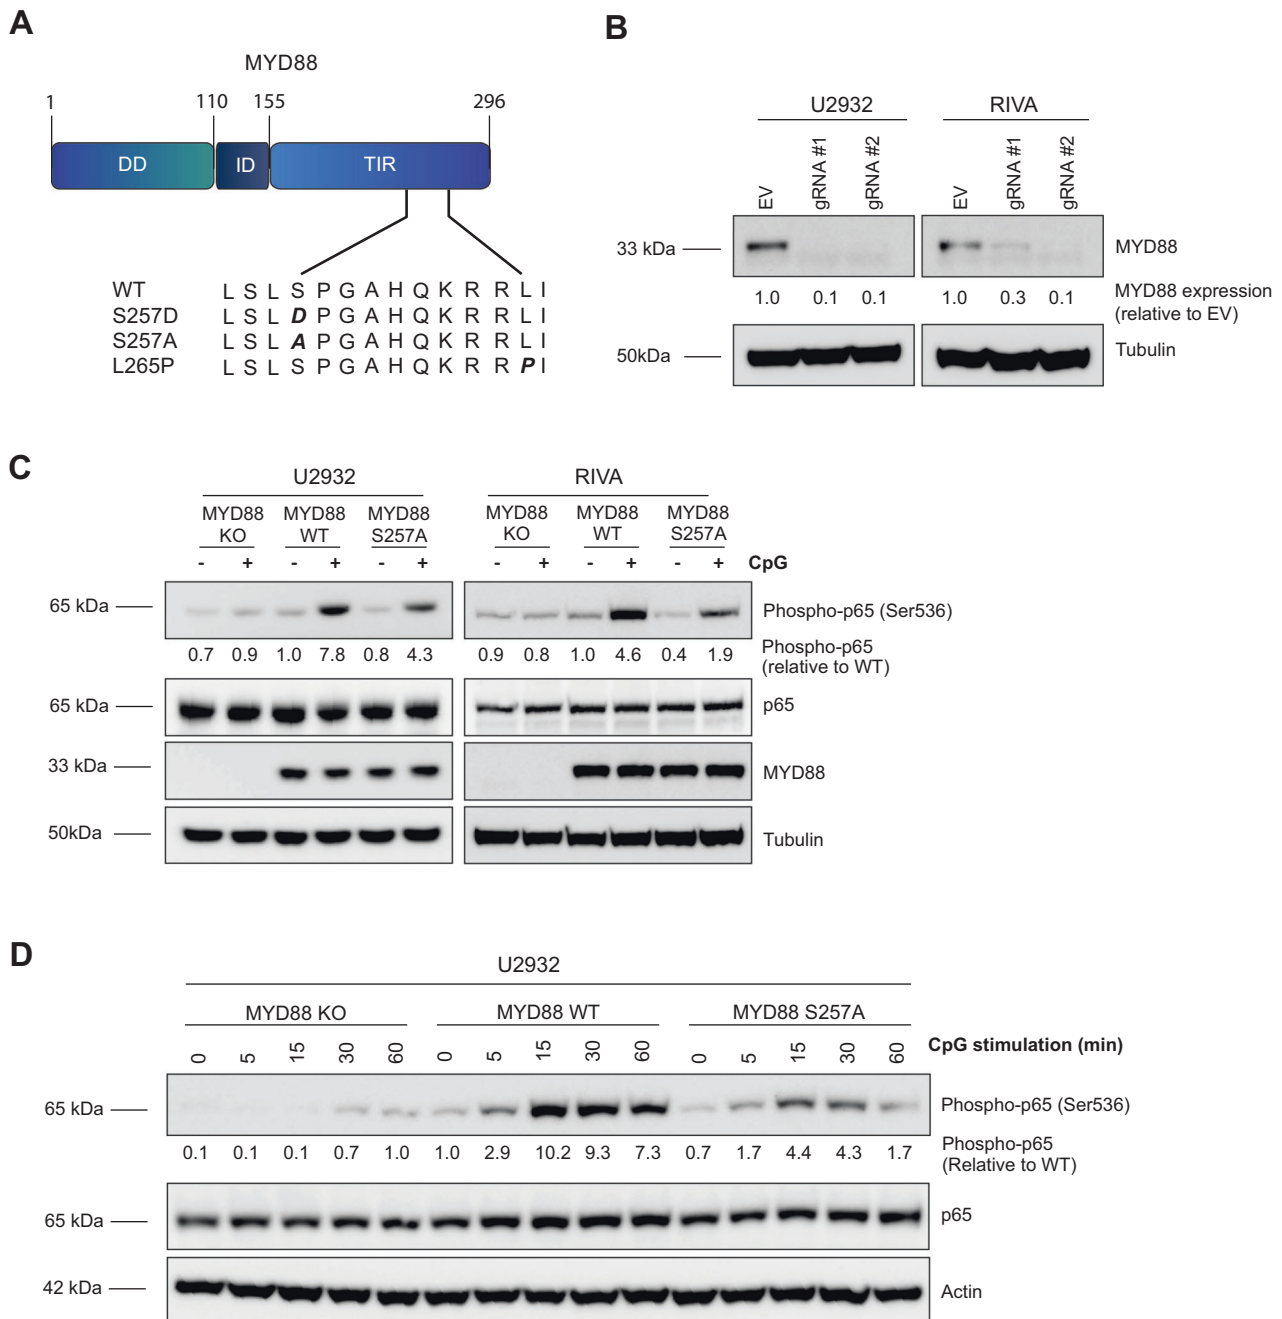 A
MYD88
1 110 155 296
DD ID TIR
WT L S L S P G A H Q K R R L I
S257D L S L D P G A H Q K R R L I
S257A L S L A P G A H Q K R R L I
L265P L S L S P G A H Q K R R P I
B
U2932 RIVA
EV gRNA #1 gRNA #2 EV gRNA #1 gRNA #2
33 kDa MYD88
1.0 0.1 0.1 1.0 0.3 0.1 MYD88 expression
(relative to EV)
50kDa Tubulin
C
U2932 RIVA
MYD88 MYD88 MYD88 MYD88 MYD88 MYD88
KO WT S257A KO WT S257A
- + - + - + - + - + - + CpG
65 kDa Phospho-p65 (Ser536)
0.7 0.9 1.0 7.8 0.8 4.3 0.9 0.8 1.0 4.6 0.4 1.9 Phospho-p65
(relative to WT)
65 kDa p65
33 kDa MYD88
50kDa Tubulin
D
U2932
MYD88 KO MYD88 WT MYD88 S257A
0 5 15 30 60 0 5 15 30 60 0 5 15 30 60 CpG stimulation (min)
65 kDa Phospho-p65 (Ser536)
0.1 0.1 0.1 0.7 1.0 1.0 2.9 10.2 9.3 7.3 0.7 1.7 4.4 4.3 1.7 Phospho-p65
(Relative to WT)
65 kDa p65
42 kDa Actin